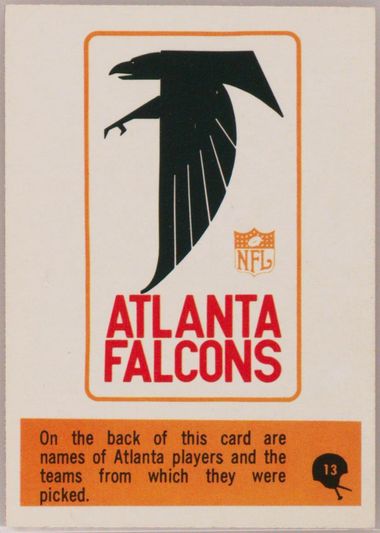 NFL
ATLANTA
FALCONS
On the back of this card are
names of Atlanta players and the
teams from which they were
picked.
13